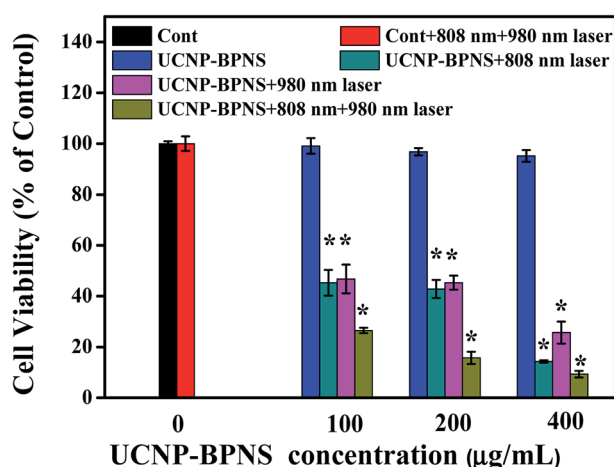 140
120
100
80
60
40
20
0
Cell Viability (% of Control)
Cont
Cont+808 nm+980 nm laser
UCNP-BPNS
UCNP-BPNS+808 nm laser
UCNP-BPNS+980 nm laser
UCNP-BPNS+808 nm+980 nm laser
* *
*
* *
*
*
*
*
0 100 200 400
UCNP-BPNS concentration (μg/mL)